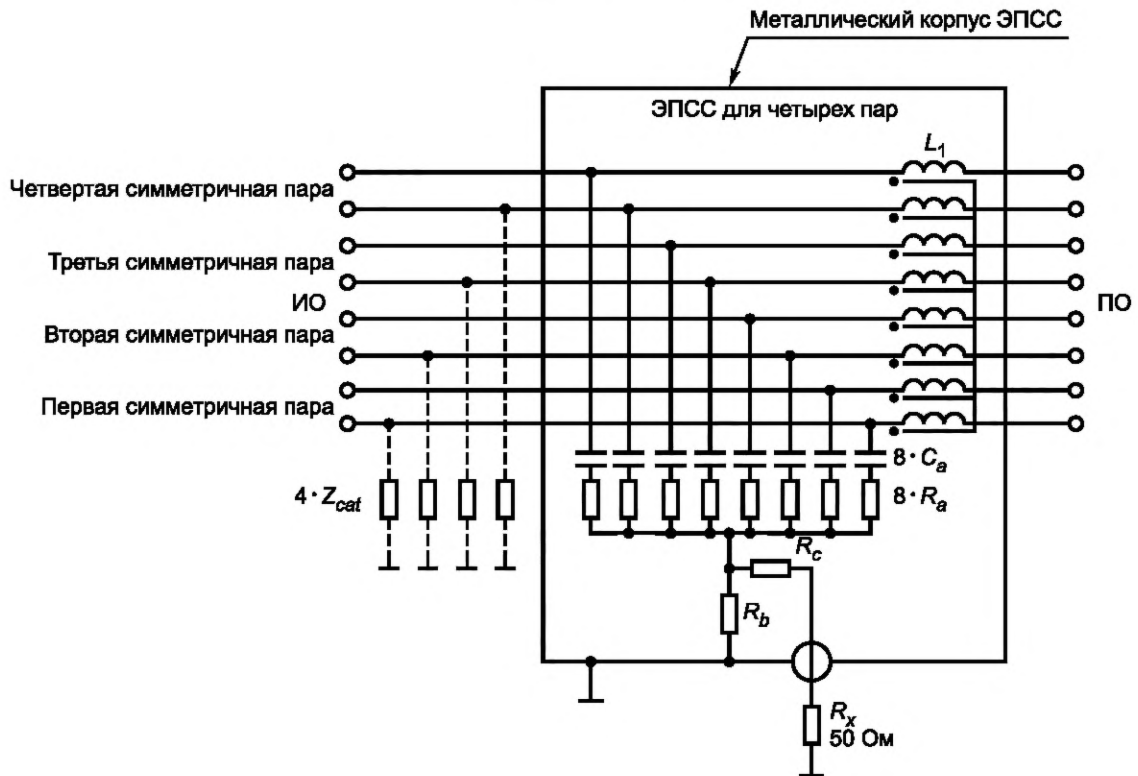 Металлический корпус ЭПСС
ЭПСС для четырех пар
L1
Четвертая симметричная пара
Третья симметричная пара
ИО
ПО
Вторая симметричная пара
Первая симметричная пара
8 · Ca
4 · Zcat
8 · Ra
Rc
Rb
Rx
50 Ом